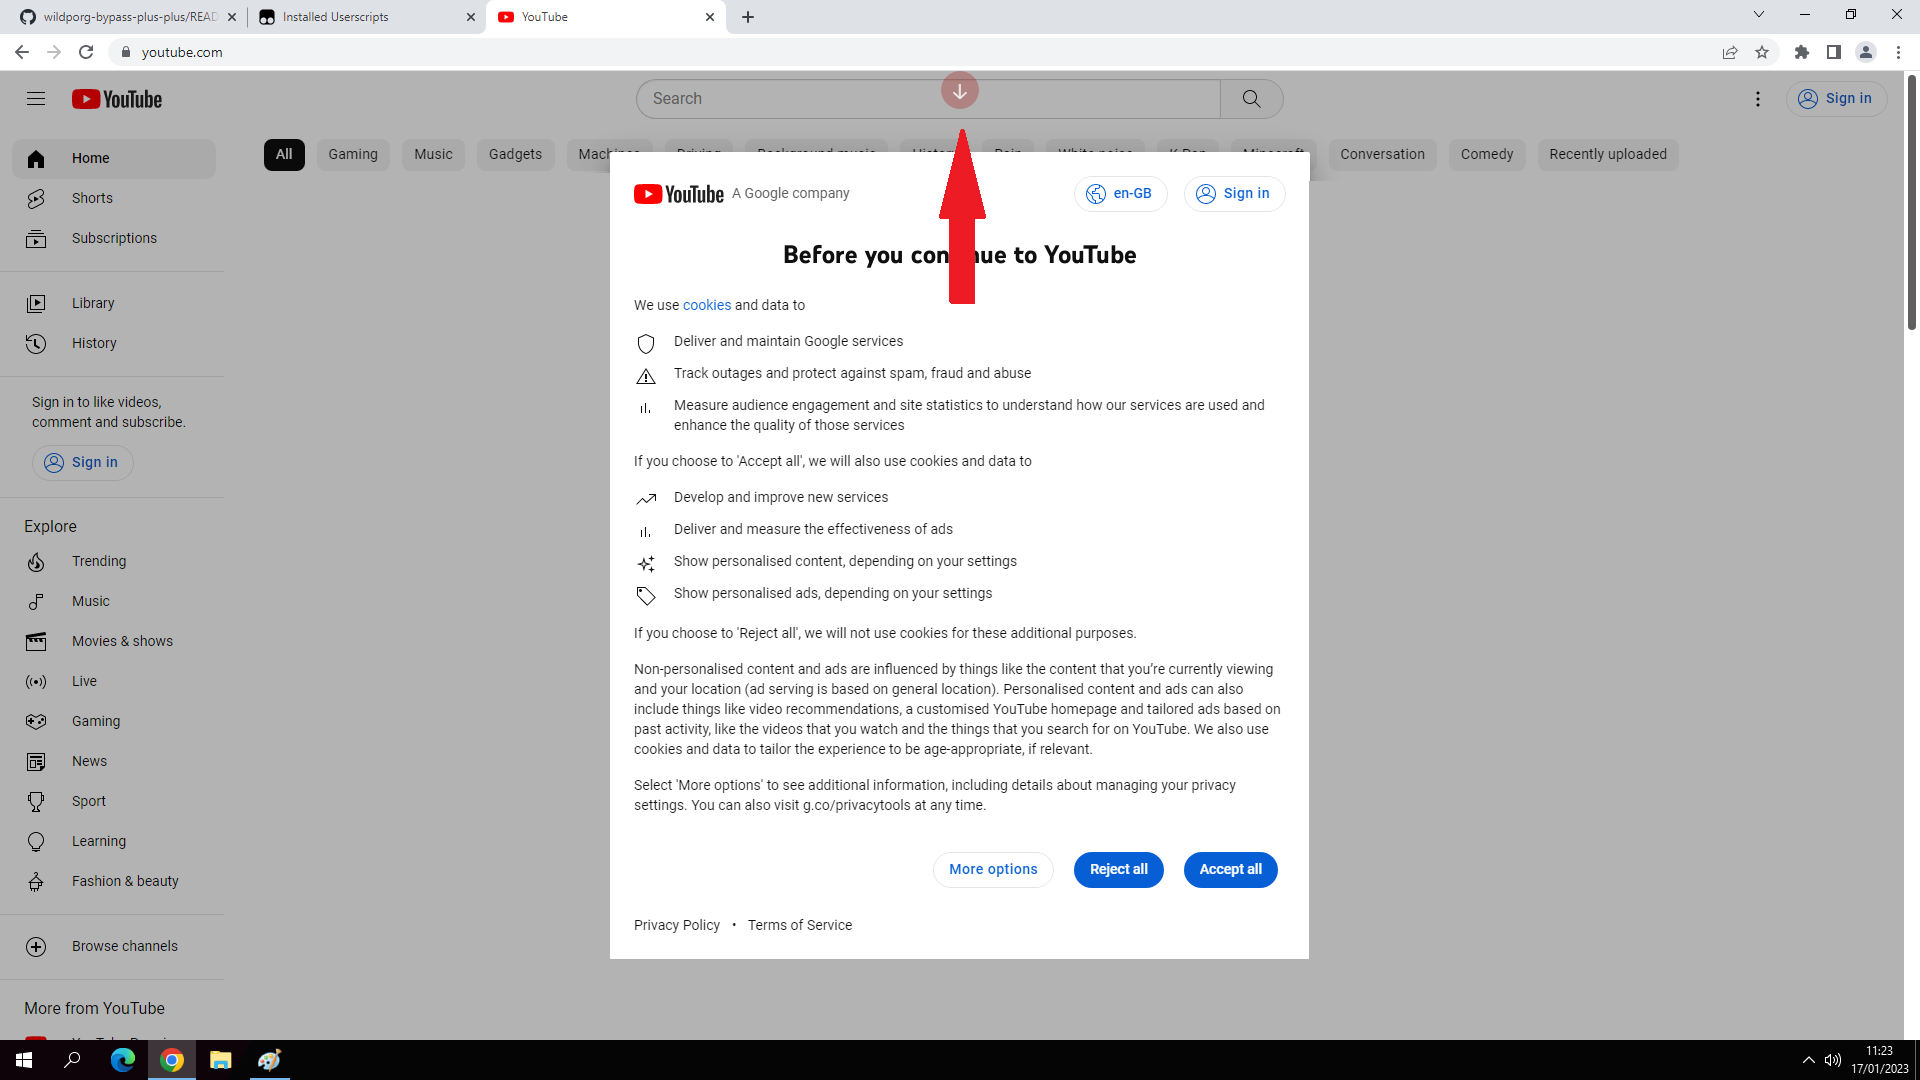 wildporg-bypass-plus-plus/READ
Installed Userscripts
YouTube
youtube.com
YouTube
Search
Sign in
Home
Shorts
Subscriptions
Library
History
Sign in to like videos,
comment and subscribe.
Sign in
Explore
Trending
Music
Movies & shows
Live
Gaming
News
Sport
Learning
Fashion & beauty
Browse channels
More from YouTube
All
Gaming
Music
Gadgets
Conversation
Comedy
Recently uploaded
YouTube A Google company
en-GB
Sign in
Before you to YouTube
We use cookies and data to
Deliver and maintain Google services
Track outages and protect against spam, fraud and abuse
Measure audience engagement and site statistics to understand how our services are used and
enhance the quality of those services
If you choose to 'Accept all', we will also use cookies and data to
Develop and improve new services
Deliver and measure the effectiveness of ads
Show personalised content, depending on your settings
Show personalised ads, depending on your settings
If you choose to 'Reject all', we will not use cookies for these additional purposes.
Non-personalised content and ads are influenced by things like the content that you’re currently viewing
and your location (ad serving is based on general location). Personalised content and ads can also
include things like video recommendations, a customised YouTube homepage and tailored ads based on
past activity, like the videos that you watch and the things that you search for on YouTube. We also use
cookies and data to tailor the experience to be age-appropriate, if relevant.
Select 'More options' to see additional information, including details about managing your privacy
settings. You can also visit g.co/privacytools at any time.
More options
Reject all
Accept all
Privacy Policy • Terms of Service
11:23
17/01/2023